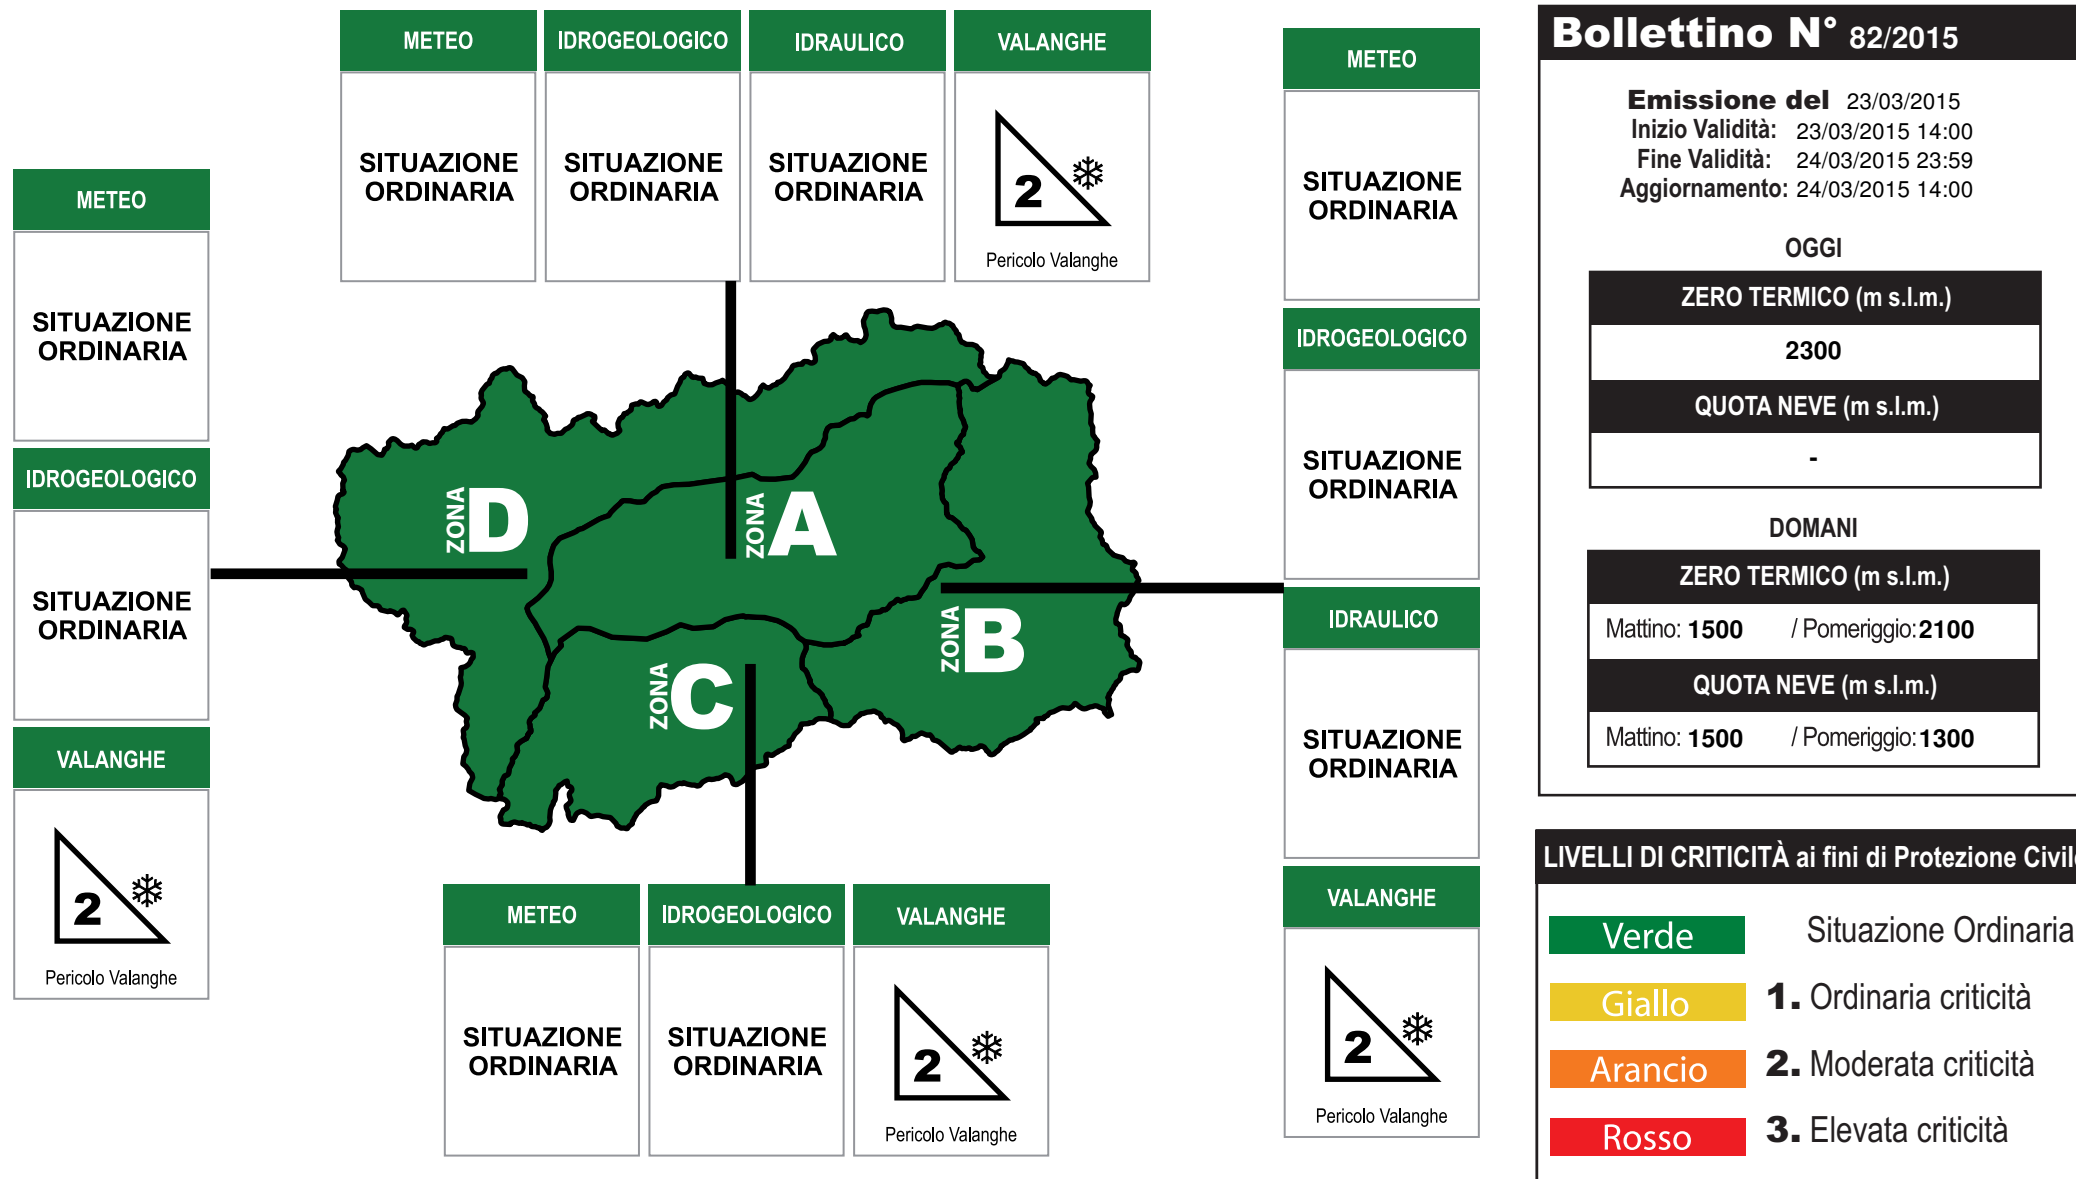 METEO
IDROGEOLOGICO
IDRAULICO
VALANGHE
SITUAZIONE
ORDINARIA
SITUAZIONE
ORDINARIA
SITUAZIONE
ORDINARIA
2
Pericolo Valanghe
METEO
SITUAZIONE
ORDINARIA
IDROGEOLOGICO
SITUAZIONE
ORDINARIA
VALANGHE
2
Pericolo Valanghe
ZONA D
ZONA A
ZONA B
ZONA C
METEO
IDROGEOLOGICO
VALANGHE
SITUAZIONE
ORDINARIA
SITUAZIONE
ORDINARIA
2
Pericolo Valanghe
METEO
SITUAZIONE
ORDINARIA
IDROGEOLOGICO
SITUAZIONE
ORDINARIA
IDRAULICO
SITUAZIONE
ORDINARIA
VALANGHE
2
Pericolo Valanghe
Bollettino N° 82/2015
Emissione del 23/03/2015
Inizio Validità: 23/03/2015 14:00
Fine Validità: 24/03/2015 23:59
Aggiornamento: 24/03/2015 14:00
OGGI
ZERO TERMICO (m s.l.m.)
2300
QUOTA NEVE (m s.l.m.)
-
DOMANI
ZERO TERMICO (m s.l.m.)
Mattino: 1500 / Pomeriggio: 2100
QUOTA NEVE (m s.l.m.)
Mattino: 1500 / Pomeriggio: 1300
LIVELLI DI CRITICITÀ ai fini di Protezione Civile
Verde Situazione Ordinaria
Giallo 1. Ordinaria criticità
Arancio 2. Moderata criticità
Rosso 3. Elevata criticità